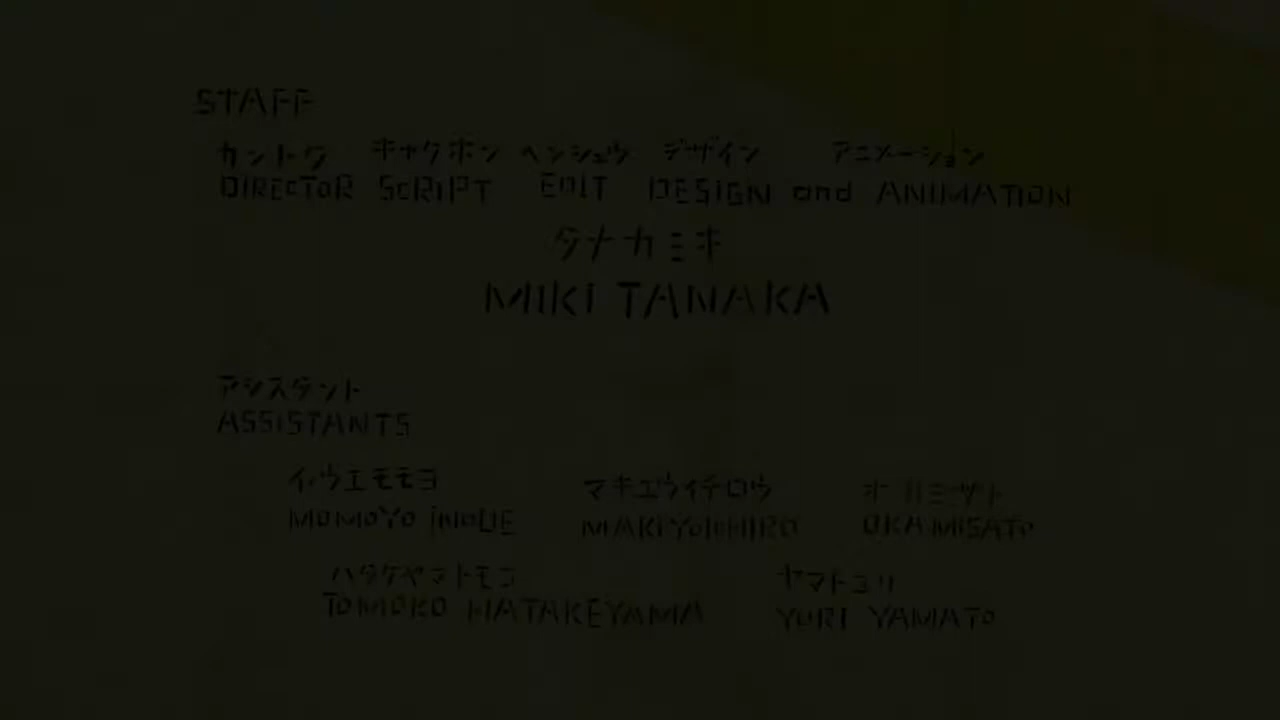 STAFF
カントク キャクホン ヘンシュウ デザイン アニメーション
DIRECTOR SCRIPT EDIT DESIGN and ANIMATION
タナカミキ
MIKI TANAKA
アシスタント
ASSISTANTS
イノウエモモヨ マキユウイチロウ
MOMOYO iNOUE OKAMISATO
ハタケヤマトモコ ヤマトユリ
TOMOKO HATAKEYAMA YURI YAMATO